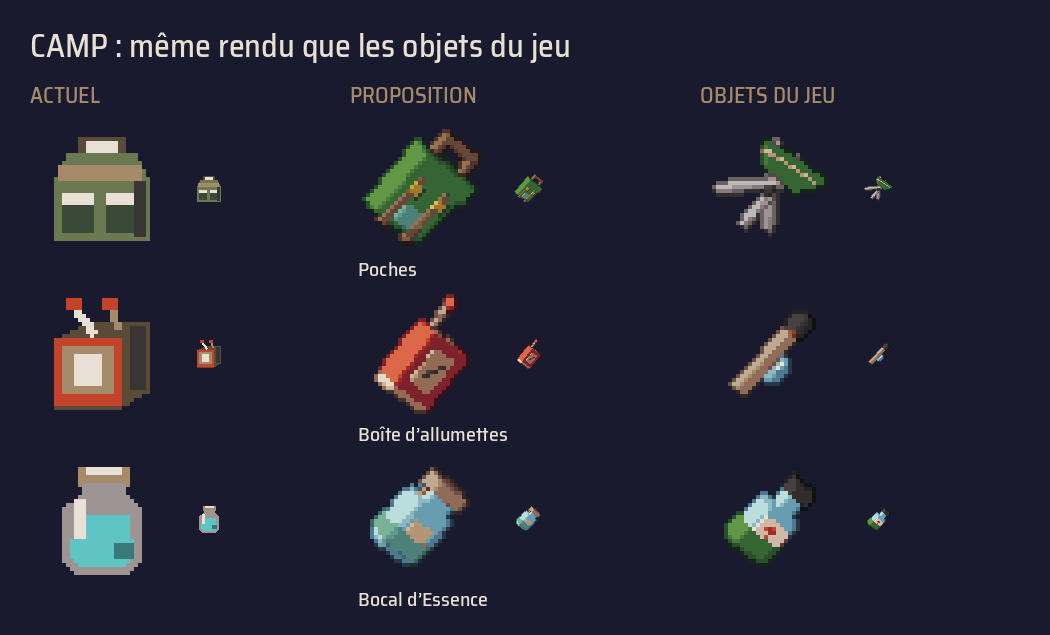 CAMP : même rendu que les objets du jeu
ACTUEL PROPOSITION OBJETS DU JEU
Poches
Boîte d’allumettes
Bocal d’Essence